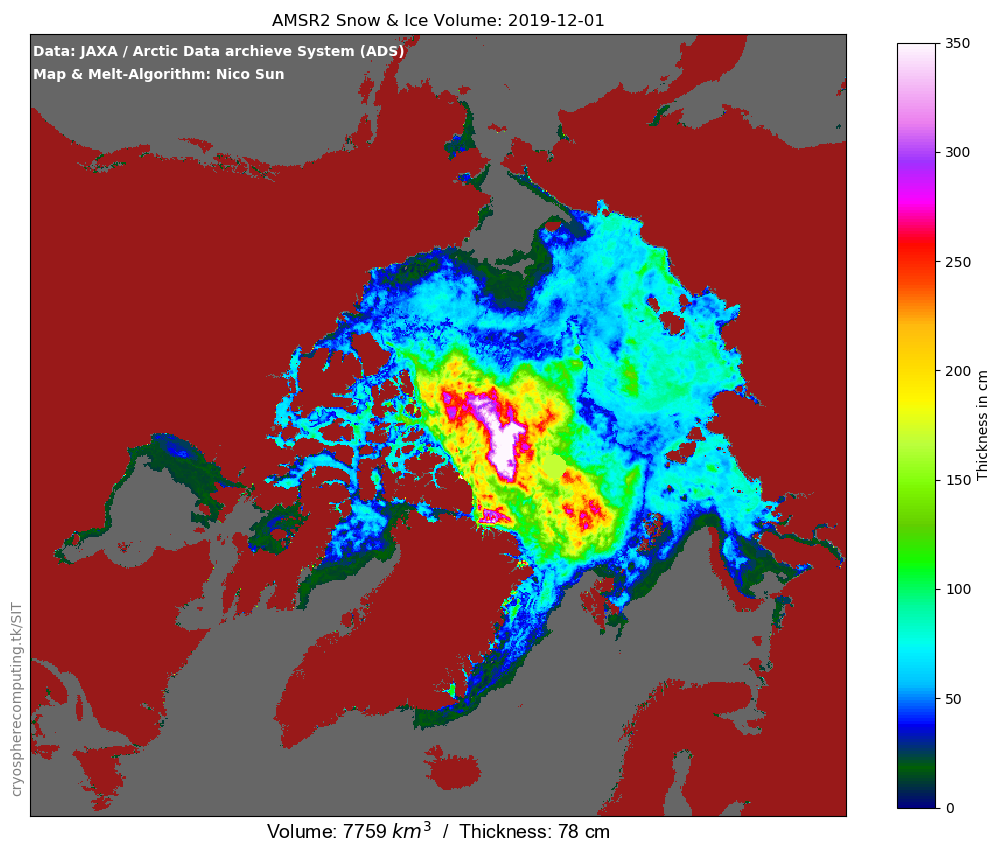 AMSR2 Snow & Ice Volume: 2019-12-01
Data: JAXA / Arctic Data archieve System (ADS)
Map & Melt-Algorithm: Nico Sun
350
300
250
200
150
100
50
0
Thickness in cm
cryospherecomputing.tk/SIT
Volume: 7759 km³ / Thickness: 78 cm